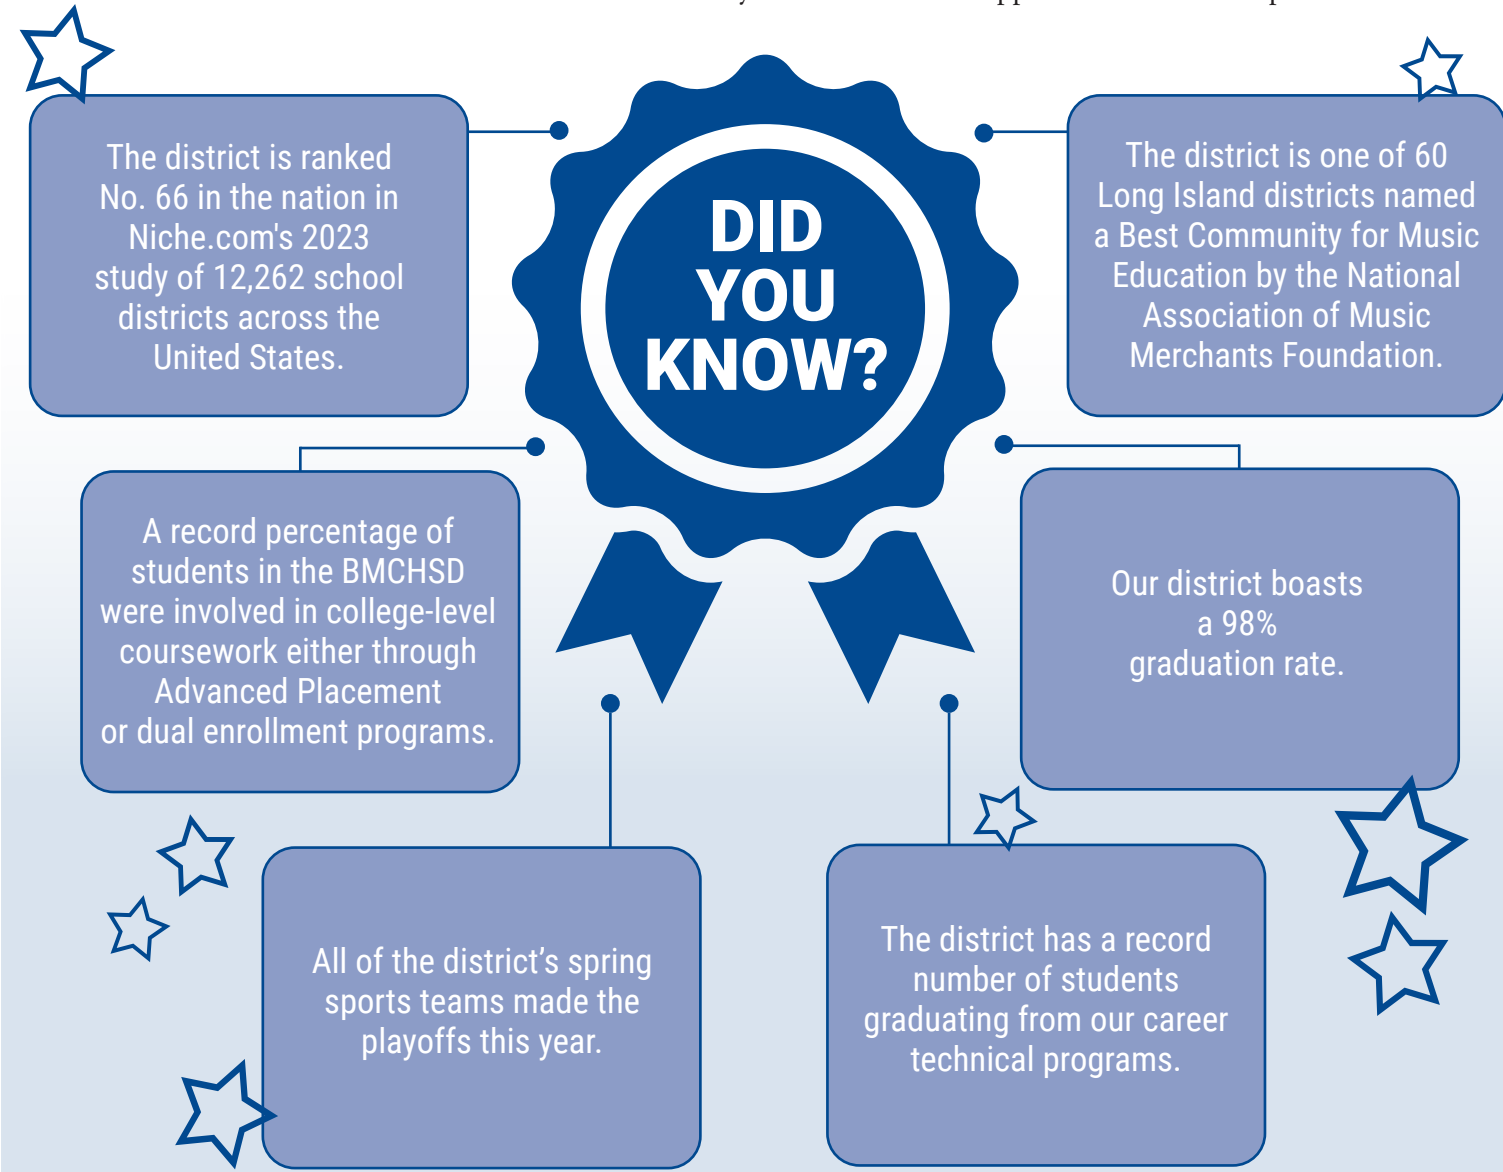 The district is ranked
No. 66 in the nation in
Niche.com's 2023
study of 12,262 school
districts across the
United States.
DID
YOU
KNOW?
The district is one of 60
Long Island districts named
a Best Community for Music
Education by the National
Association of Music
Merchants Foundation.
A record percentage of
students in the BMCHSD
were involved in college-level
coursework either through
Advanced Placement
or dual enrollment programs.
Our district boasts
a 98%
graduation rate.
All of the district’s spring
sports teams made the
playoffs this year.
The district has a record
number of students
graduating from our career
technical programs.